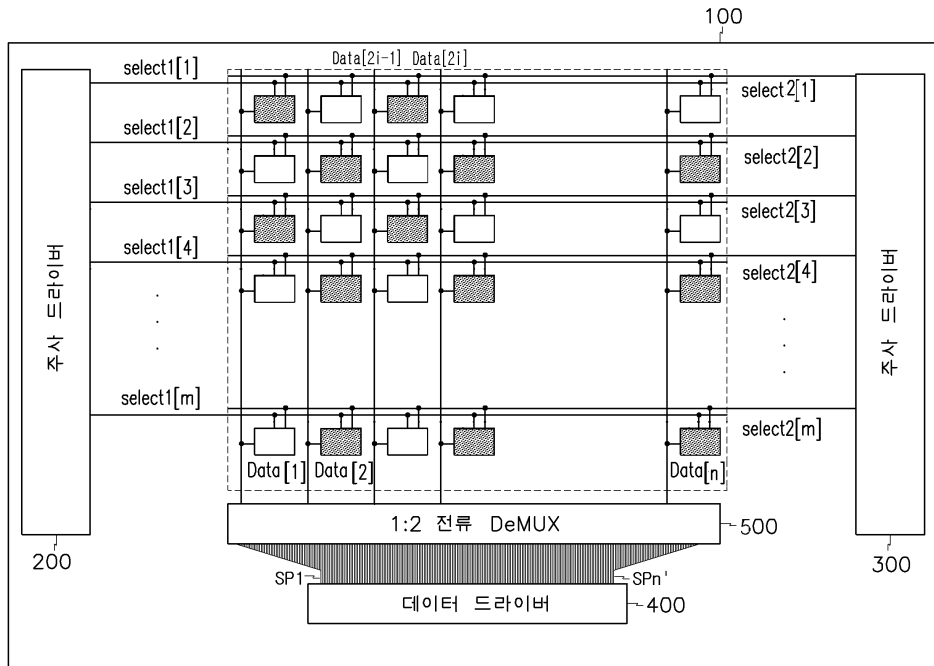 100
Data[2i-1] Data[2i]
select1[1]
select2[1]
select1[2]
select2[2]
select1[3]
select2[3]
select1[4]
select2[4]
주사 드라이버
주사 드라이버
select1[m]
select2[m]
Data[1]
Data[2]
Data[n]
1:2 전류 DeMUX
500
200
300
SP1
SPn'
데이터 드라이버
400